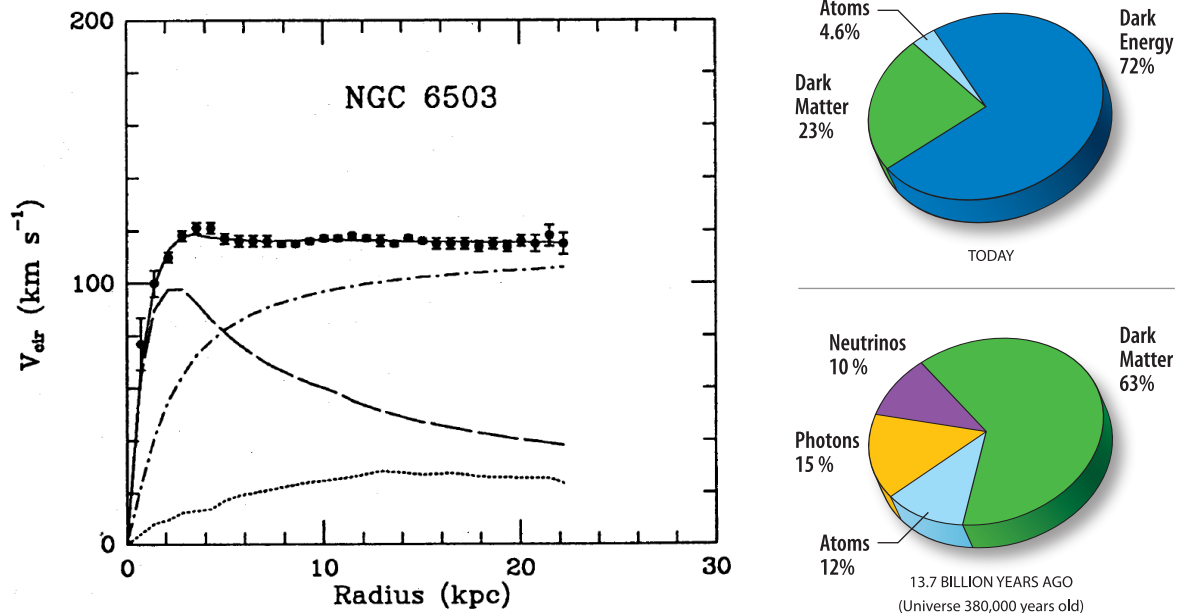 200
NGC 6503
100
0
V_cir (km s^-1)
0
10
20
30
Radius (kpc)
Atoms
4.6%
Dark
Energy
72%
Dark
Matter
23%
TODAY
Neutrinos
10 %
Dark
Matter
63%
Photons
15 %
Atoms
12%
13.7 BILLION YEARS AGO
(Universe 380,000 years old)